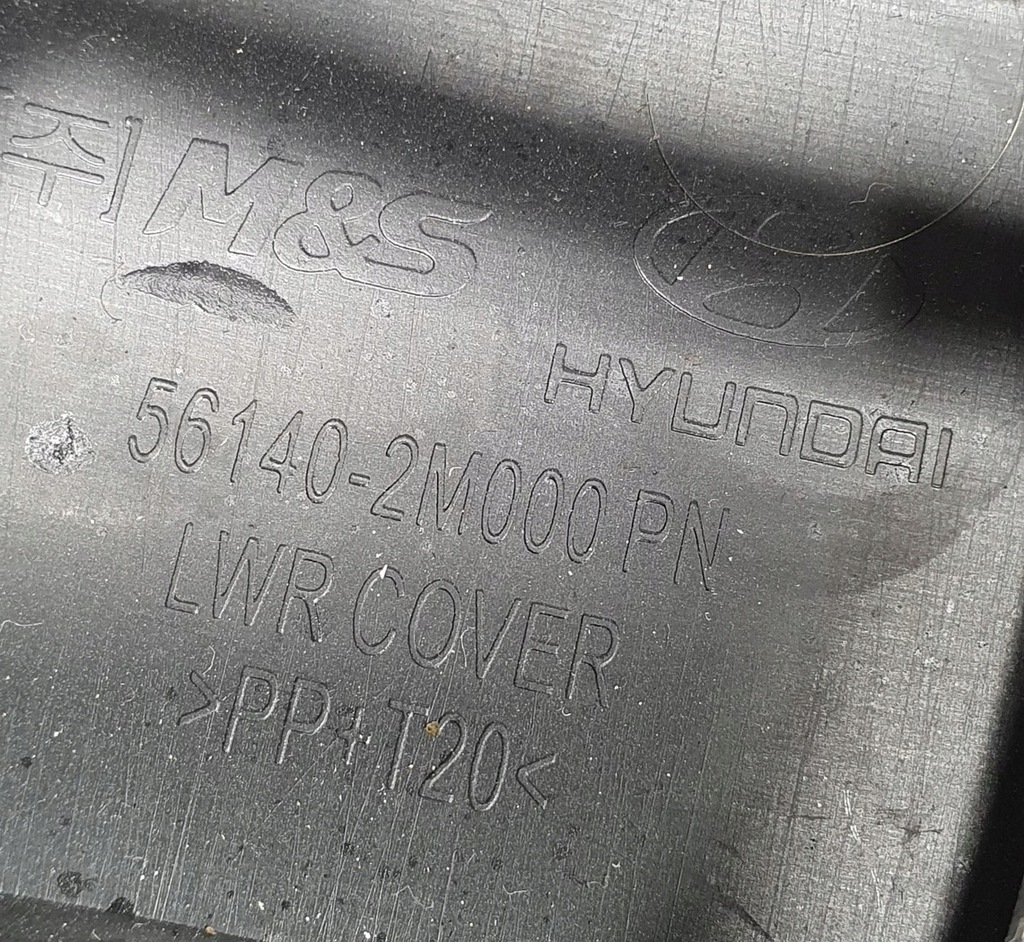 주] M&S
HYUNDAI
56140-2M000 PN
LWR COVER
>PP+T20<